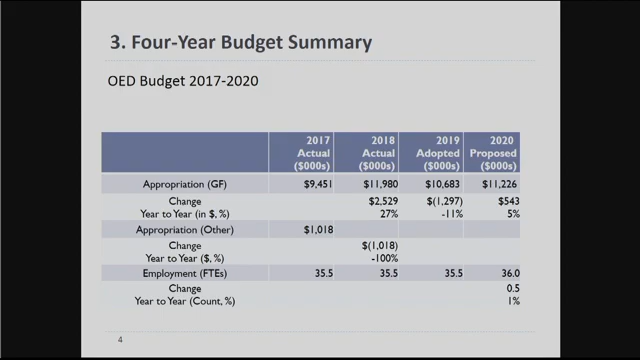 3. Four-Year Budget Summary
OED Budget 2017-2020
2017 Actual ($000s) 2018 Actual ($000s) 2019 Adopted ($000s) 2020 Proposed ($000s)
Appropriation (GF) $9,451 $11,980 $10,683 $11,226
Change $2,529 $(1,297) $543
Year to Year (in $, %) 27% -11% 5%
Appropriation (Other) $1,018
Change $(1,018)
Year to Year ($, %) -100%
Employment (FTEs) 35.5 35.5 35.5 36.0
Change 0.5
Year to Year (Count, %) 1%
4